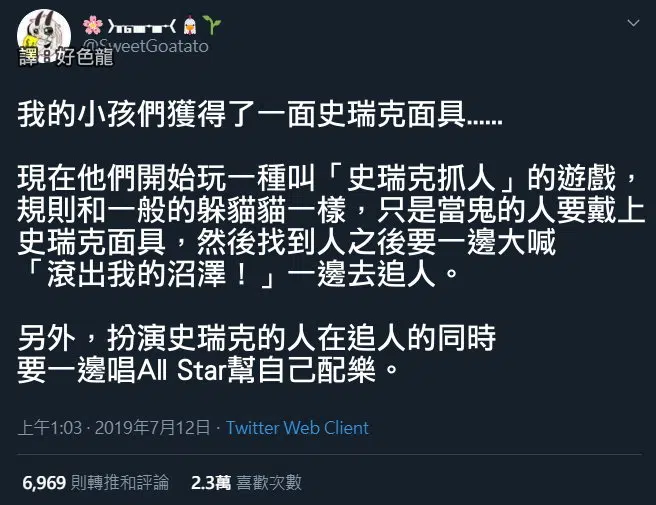 @SweetGoatato
譯：好色龍
我的小孩們獲得了一面史瑞克面具......
現在他們開始玩一種叫「史瑞克抓人」的遊戲，
規則和一般的躲貓貓一樣，只是當鬼的人要戴上
史瑞克面具，然後找到人之後要一邊大喊
「滾出我的沼澤！」一邊去追人。
另外，扮演史瑞克的人在追人的同時
要一邊唱All Star幫自己配樂。
上午1:03 · 2019年7月12日 · Twitter Web Client
6,969 則轉推和評論 2.3萬 喜歡次數